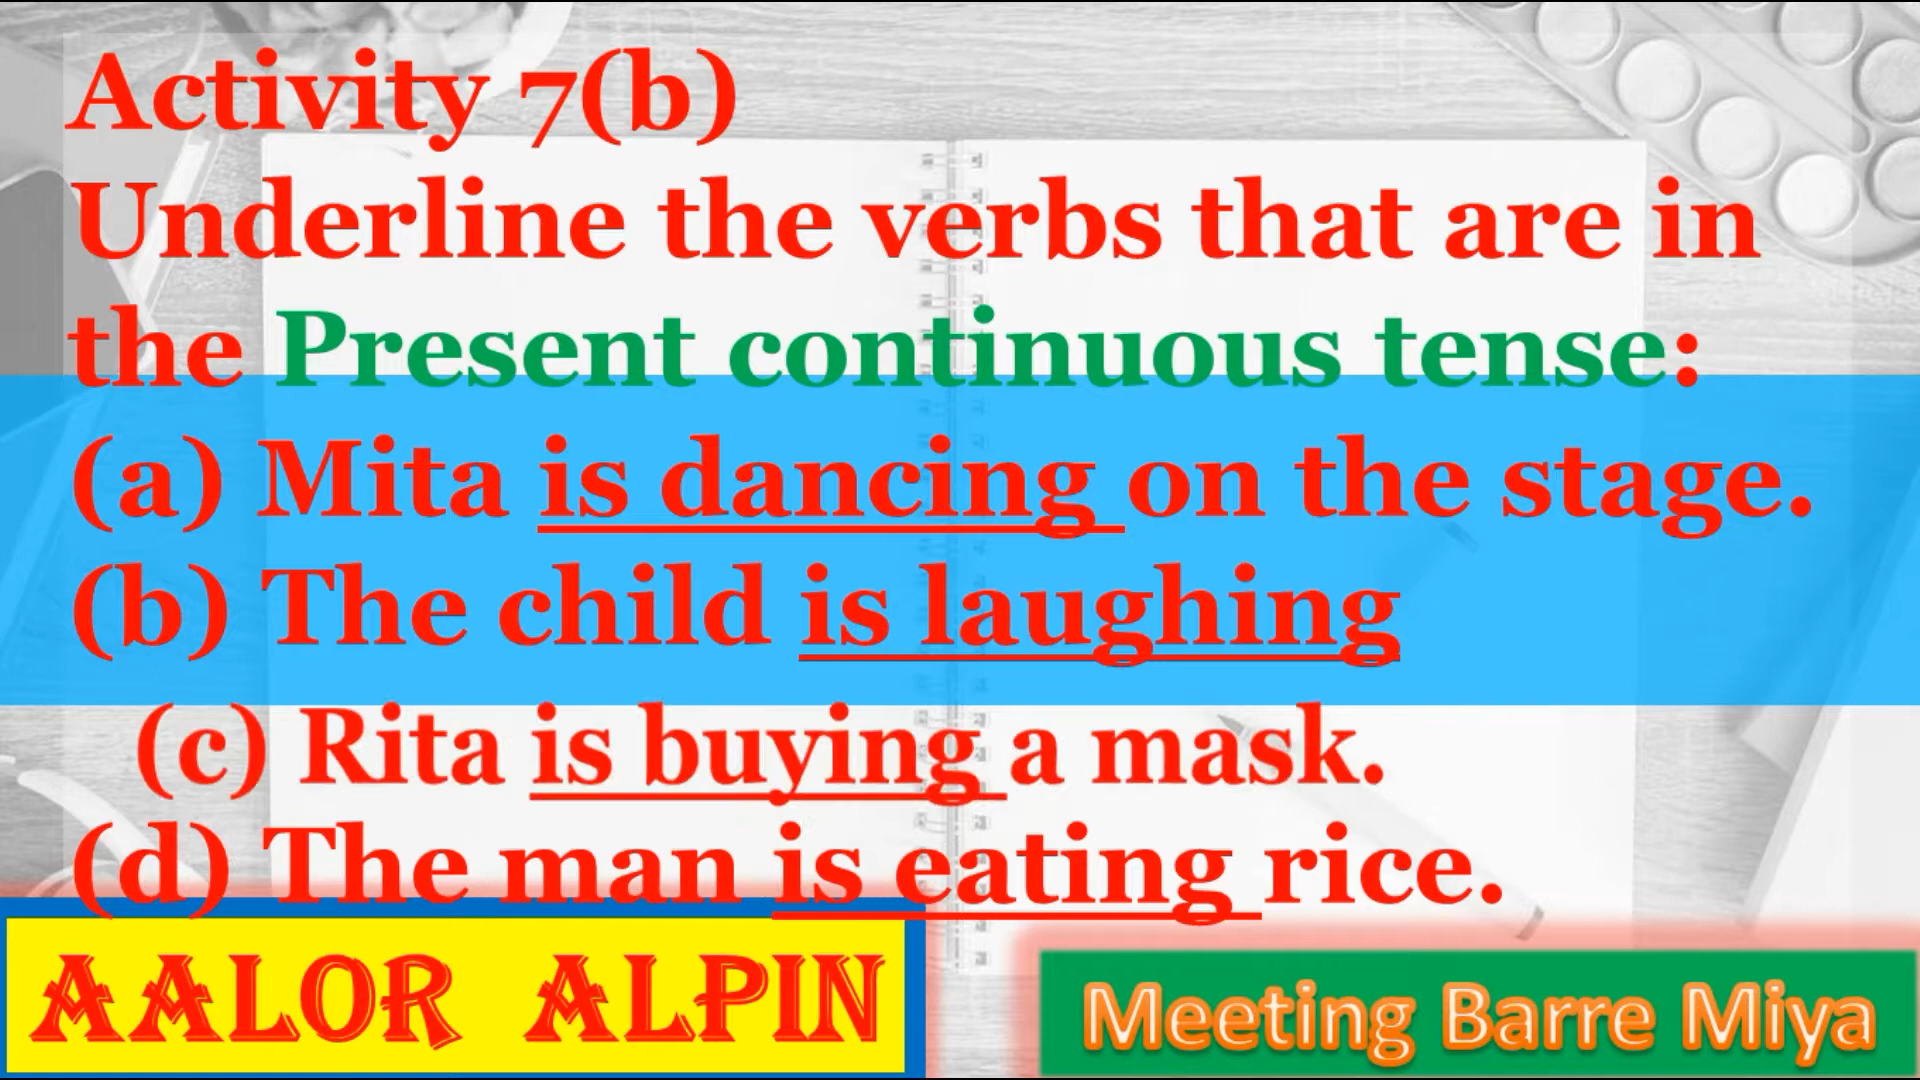 Activity 7(b)
Underline the verbs that are in
the Present continuous tense:
(a) Mita is dancing on the stage.
(b) The child is laughing
(c) Rita is buying a mask.
(d) The man is eating rice.
AALOR ALPIN
Meeting Barre Miya